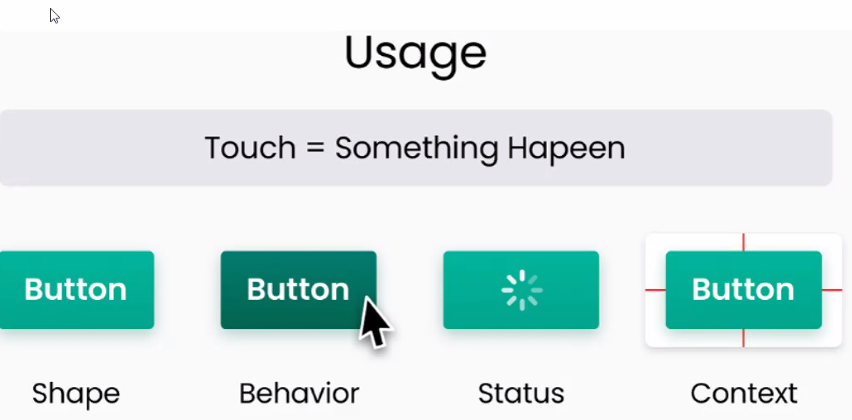 Usage
Touch = Something Hapeen
Button
Button
Button
Shape
Behavior
Status
Context